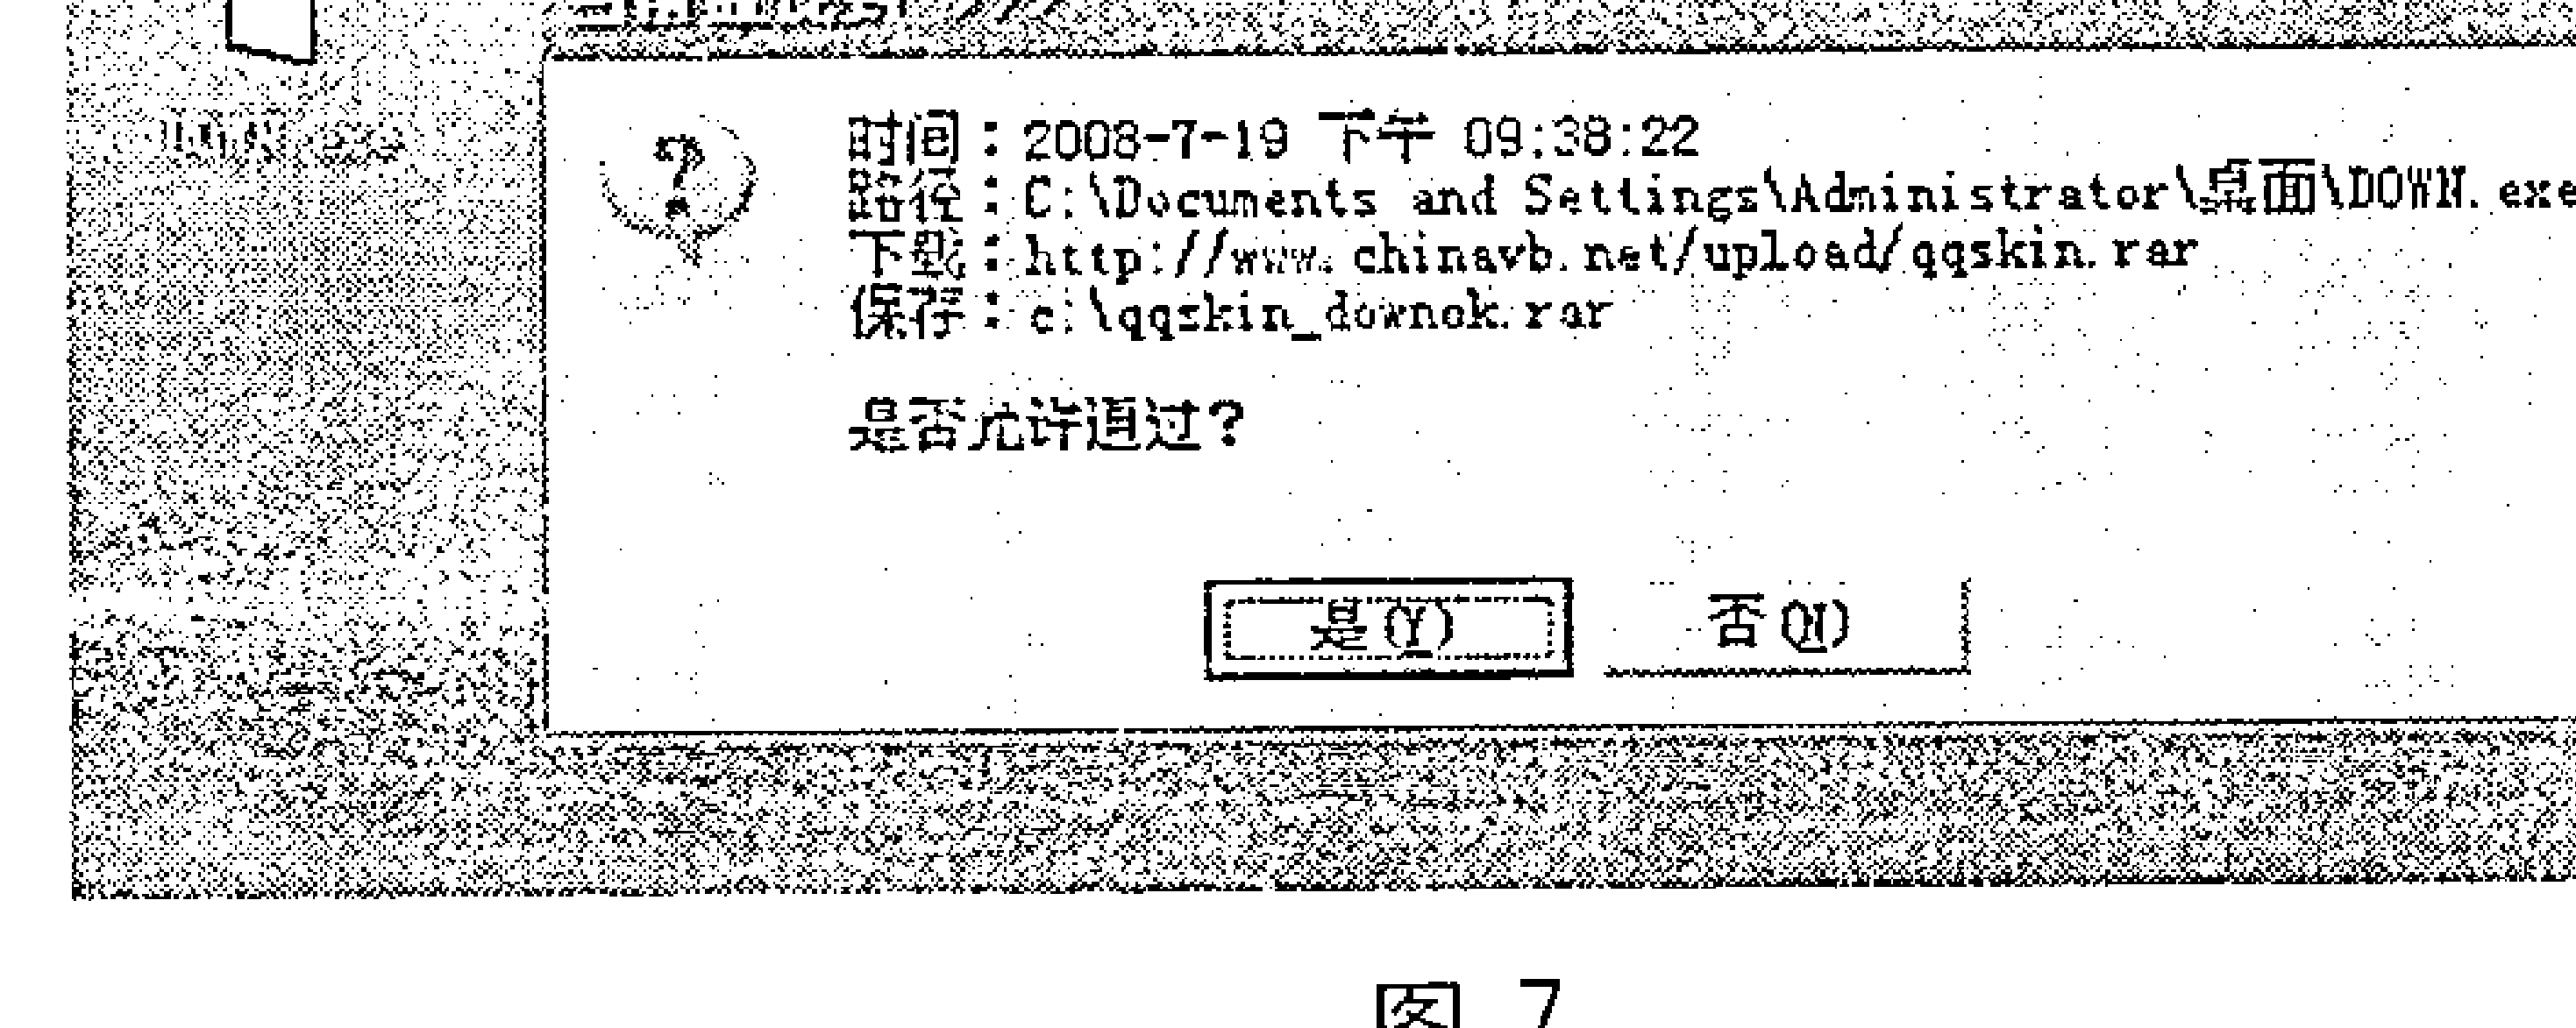 时间：2008-7-19 下午 09:38:22
路径：C:\Documents and Settings\Administrator\桌面\DOWN.exe
下载：http://www.chinavb.net/upload/qqskin.rar
保存：c:\qqskin_downok.rar
是否允许通过?
是(Y) 否(N)
图 7